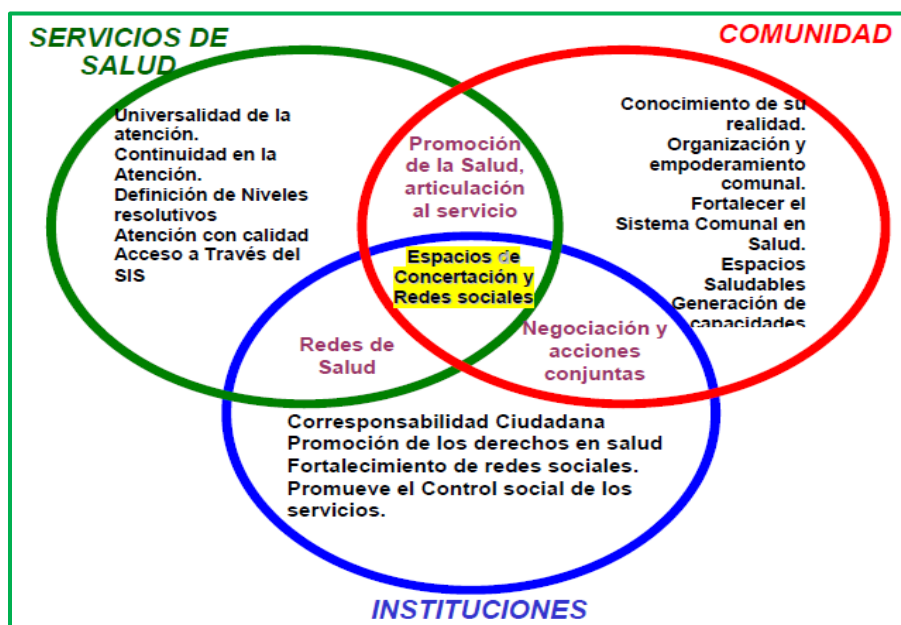 SERVICIOS DE
SALUD
COMUNIDAD
Universalidad de la
atención.
Continuidad en la
Atención.
Definición de Niveles
resolutivos
Atención con calidad
Acceso a Través del
SIS
Promoción
de la Salud,
articulación
al servicio
Conocimiento de su
realidad.
Organización y
empoderamiento
comunal.
Fortalecer el
Sistema Comunal en
Salud.
Espacios
Saludables
Generación de
capacidades
Espacios de
Concertación y
Redes sociales
Redes de
Salud
Negociación y
acciones
conjuntas
Corresponsabilidad Ciudadana
Promoción de los derechos en salud
Fortalecimiento de redes sociales.
Promueve el Control social de los
servicios.
INSTITUCIONES